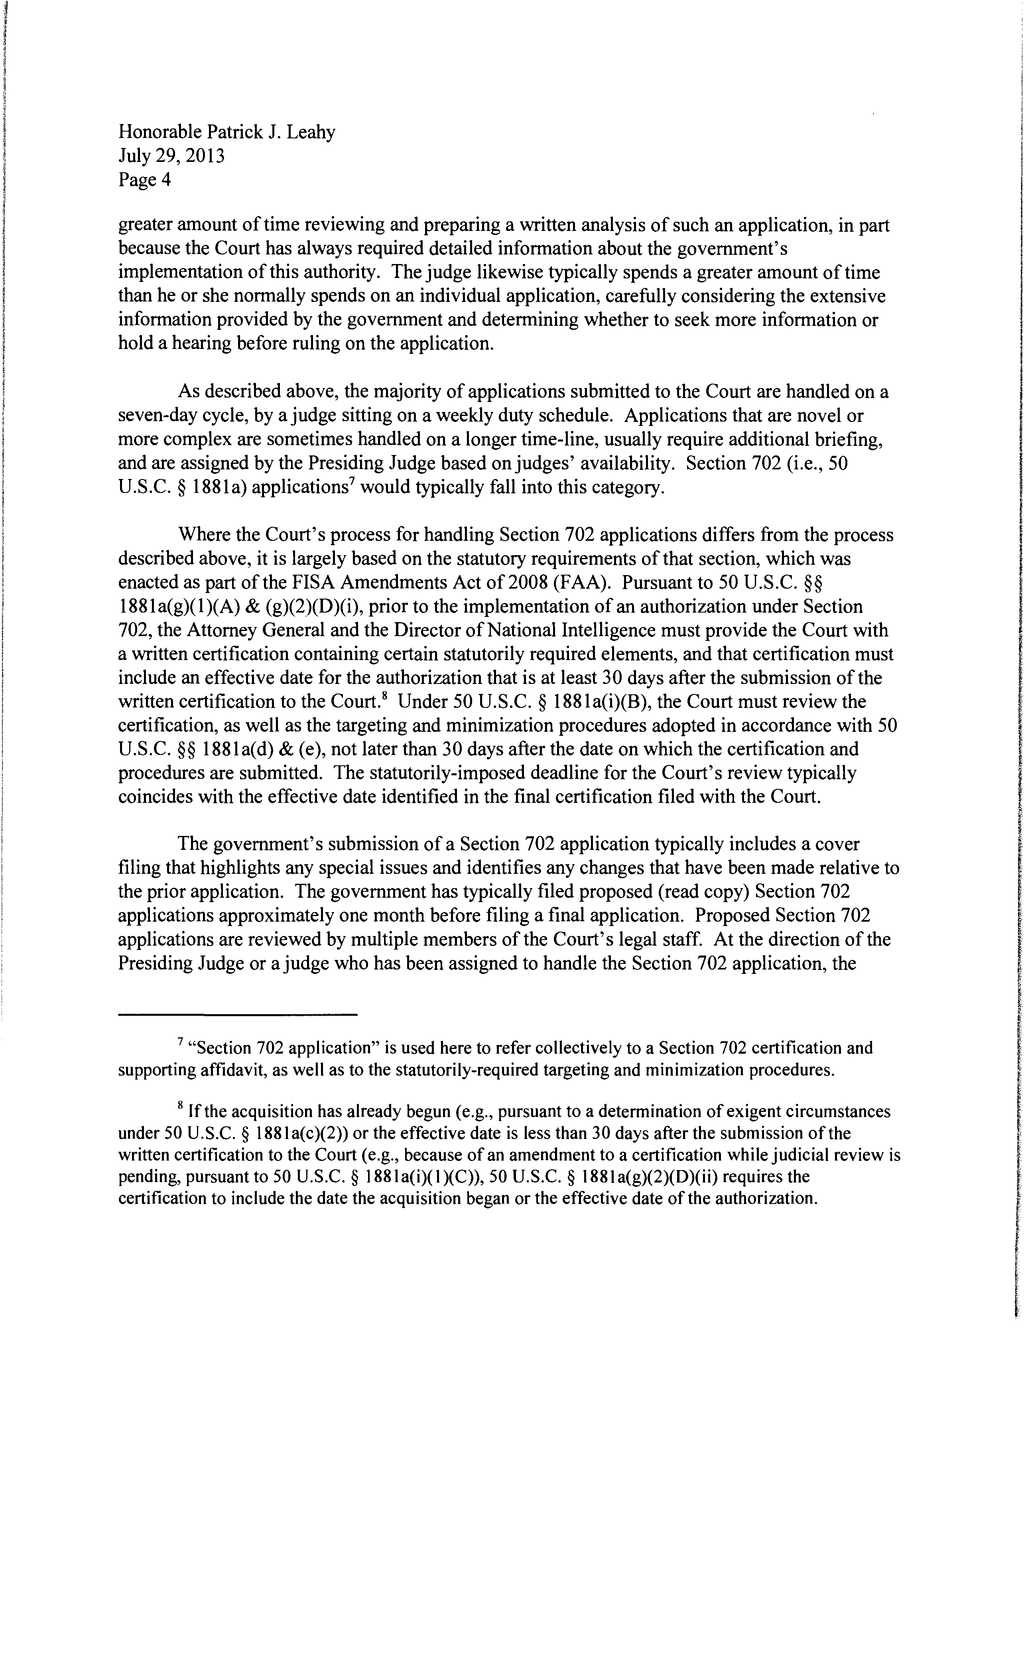 Honorable Patrick J. Leahy
July 29, 2013
Page 4
greater amount of time reviewing and preparing a written analysis of such an application, in part
because the Court has always required detailed information about the government's
implementation of this authority. The judge likewise typically spends a greater amount of time
than he or she normally spends on an individual application, carefully considering the extensive
information provided by the government and determining whether to seek more information or
hold a hearing before ruling on the application.
As described above, the majority of applications submitted to the Court are handled on a
seven-day cycle, by a judge sitting on a weekly duty schedule. Applications that are novel or
more complex are sometimes handled on a longer time-line, usually require additional briefing,
and are assigned by the Presiding Judge based on judges' availability. Section 702 (i.e., 50
U.S.C. § 1881a) applications⁷ would typically fall into this category.
Where the Court's process for handling Section 702 applications differs from the process
described above, it is largely based on the statutory requirements of that section, which was
enacted as part of the FISA Amendments Act of 2008 (FAA). Pursuant to 50 U.S.C. §§
1881a(g)(1)(A) & (g)(2)(D)(i), prior to the implementation of an authorization under Section
702, the Attorney General and the Director of National Intelligence must provide the Court with
a written certification containing certain statutorily required elements, and that certification must
include an effective date for the authorization that is at least 30 days after the submission of the
written certification to the Court.⁸ Under 50 U.S.C. § 1881a(i)(B), the Court must review the
certification, as well as the targeting and minimization procedures adopted in accordance with 50
U.S.C. §§ 1881a(d) & (e), not later than 30 days after the date on which the certification and
procedures are submitted. The statutorily-imposed deadline for the Court's review typically
coincides with the effective date identified in the final certification filed with the Court.
The government's submission of a Section 702 application typically includes a cover
filing that highlights any special issues and identifies any changes that have been made relative to
the prior application. The government has typically filed proposed (read copy) Section 702
applications approximately one month before filing a final application. Proposed Section 702
applications are reviewed by multiple members of the Court's legal staff. At the direction of the
Presiding Judge or a judge who has been assigned to handle the Section 702 application, the
⁷ "Section 702 application" is used here to refer collectively to a Section 702 certification and
supporting affidavit, as well as to the statutorily-required targeting and minimization procedures.
⁸ If the acquisition has already begun (e.g., pursuant to a determination of exigent circumstances
under 50 U.S.C. § 1881a(c)(2)) or the effective date is less than 30 days after the submission of the
written certification to the Court (e.g., because of an amendment to a certification while judicial review is
pending, pursuant to 50 U.S.C. § 1881a(i)(1)(C)), 50 U.S.C. § 1881a(g)(2)(D)(ii) requires the
certification to include the date the acquisition began or the effective date of the authorization.